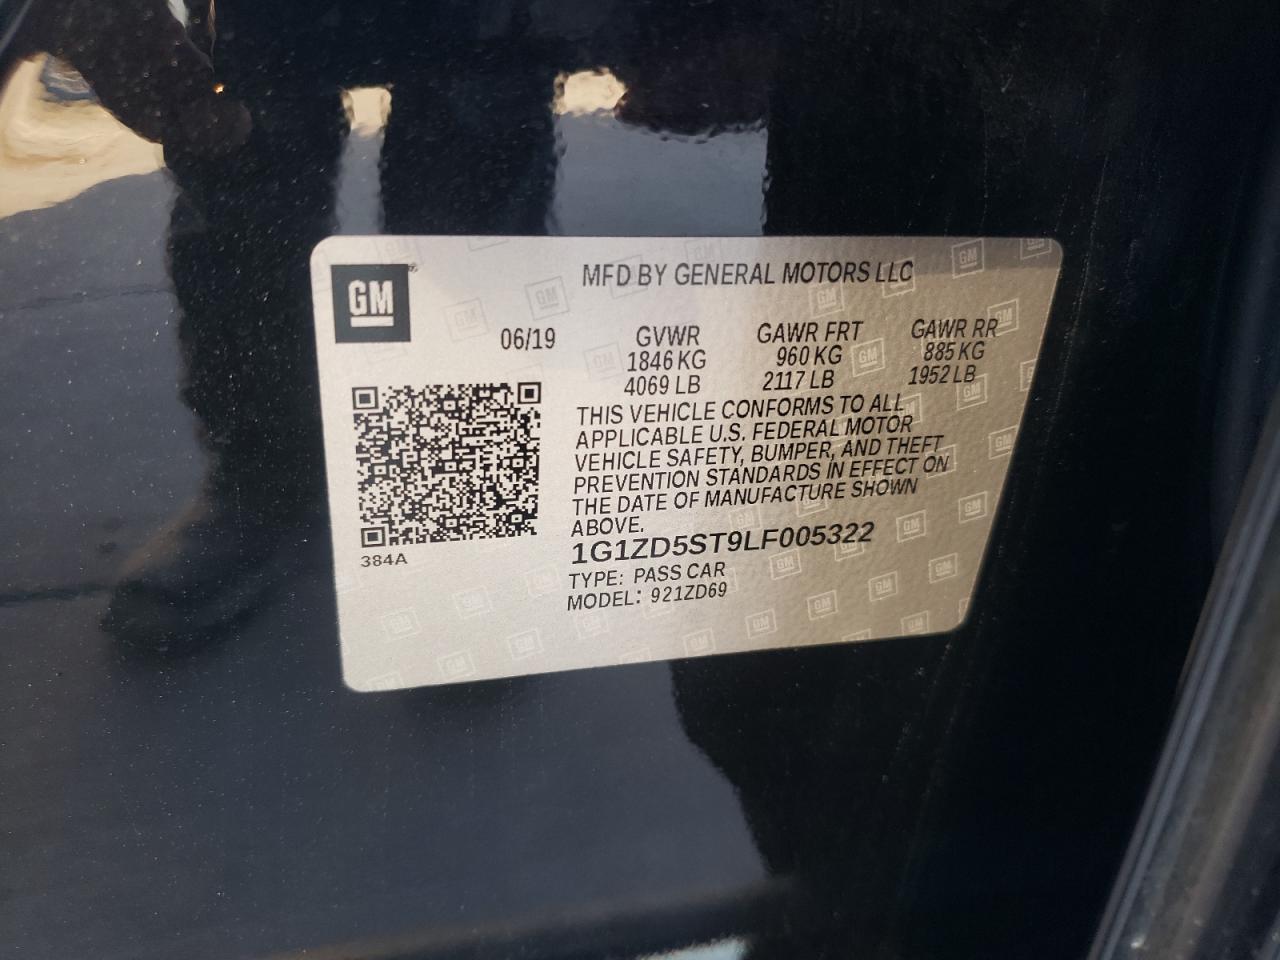 GM
MFD BY GENERAL MOTORS LLC
06/19 GVWR GAWR FRT GAWR RR
1846 KG 960 KG 885 KG
4069 LB 2117 LB 1952 LB
THIS VEHICLE CONFORMS TO ALL
APPLICABLE U.S. FEDERAL MOTOR
VEHICLE SAFETY, BUMPER, AND THEFT
PREVENTION STANDARDS IN EFFECT ON
THE DATE OF MANUFACTURE SHOWN
ABOVE.
384A
1G1ZD5ST9LF005322
TYPE: PASS CAR
MODEL: 921ZD69